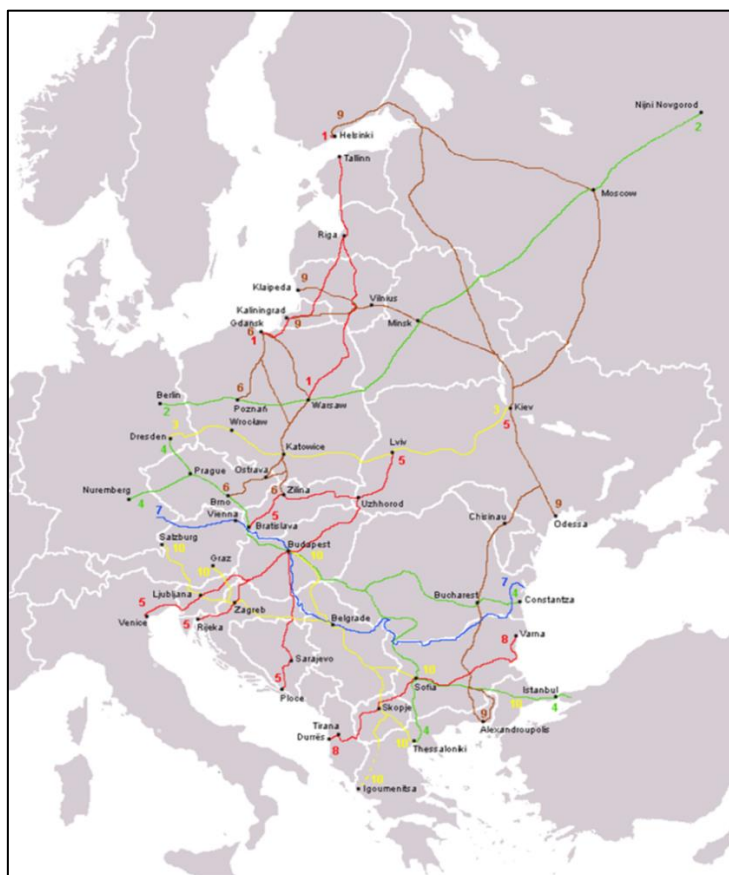 Nijni Novgorod
2
9
1
Helsinki
Tallinn
Moscow
Riga
Klaipeda
9
Vilnius
Kaliningrad
9
Minsk
Gdansk
6
1
Berlin
2
6
Poznań
1
Warsaw
3
Kiev
5
3
Wrocław
Dresden
4
Katowice
Lviv
5
Prague
Ostrava
Nuremberg
4
6
Brno
6
Zilina
Uzhhorod
7
Vienna
5
Bratislava
Chisinau
9
Odessa
Salzburg
10
Budapest
10
Graz
10
7
Ljubljana
Bucharest
4
Constantza
5
Venice
5
Rijeka
Zagreb
Belgrade
8
Varna
Sarajevo
5
Ploce
10
Sofia
Istanbul
10
4
Skopje
Tirana
Durrës
8
9
Alexandroupolis
10
4
Thessaloniki
10
Igoumenitsa